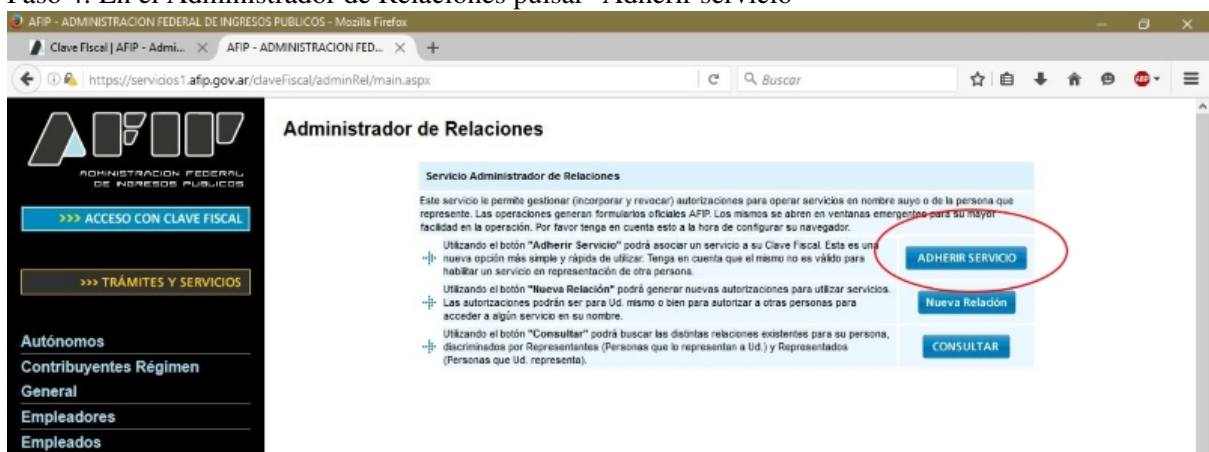 Paso 4: En el Administrador de Relaciones pulsar "Adherir servicio"
AFIP - ADMINISTRACION FEDERAL DE INGRESOS PUBLICOS - Mozilla Firefox
Clave Fiscal | AFIP - Admi...
AFIP - ADMINISTRACION FED...
https://servicios1.afip.gov.ar/claveFiscal/adminRel/main.aspx
Buscar
ABP
AFIP
ADMINISTRACION FEDERAL
DE INGRESOS PUBLICOS
>>> ACCESO CON CLAVE FISCAL
>>> TRÁMITES Y SERVICIOS
Autónomos
Contribuyentes Régimen
General
Empleadores
Empleados
Administrador de Relaciones
Servicio Administrador de Relaciones
Este servicio le permite gestionar (incorporar y revocar) autorizaciones para operar servicios en nombre suyo o de la persona que
represente. Las operaciones generan formularios oficiales AFIP. Los mismos se abren en ventanas emergentes para su mayor
facilidad en la operación. Por favor tenga en cuenta esto a la hora de configurar su navegador.
Utilizando el botón "Adherir Servicio" podrá asociar un servicio a su Clave Fiscal. Esta es una
nueva opción más simple y rápida de utilizar. Tenga en cuenta que el mismo no es válido para
habilitar un servicio en representación de otra persona.
ADHERIR SERVICIO
Utilizando el botón "Nueva Relación" podrá generar nuevas autorizaciones para utilizar servicios.
Las autorizaciones podrán ser para Ud. mismo o bien para autorizar a otras personas para
acceder a algún servicio en su nombre.
Nueva Relación
Utilizando el botón "Consultar" podrá buscar las distintas relaciones existentes para su persona,
discriminados por Representantes (Personas que lo representan a Ud.) y Representados
(Personas que Ud. representa).
CONSULTAR